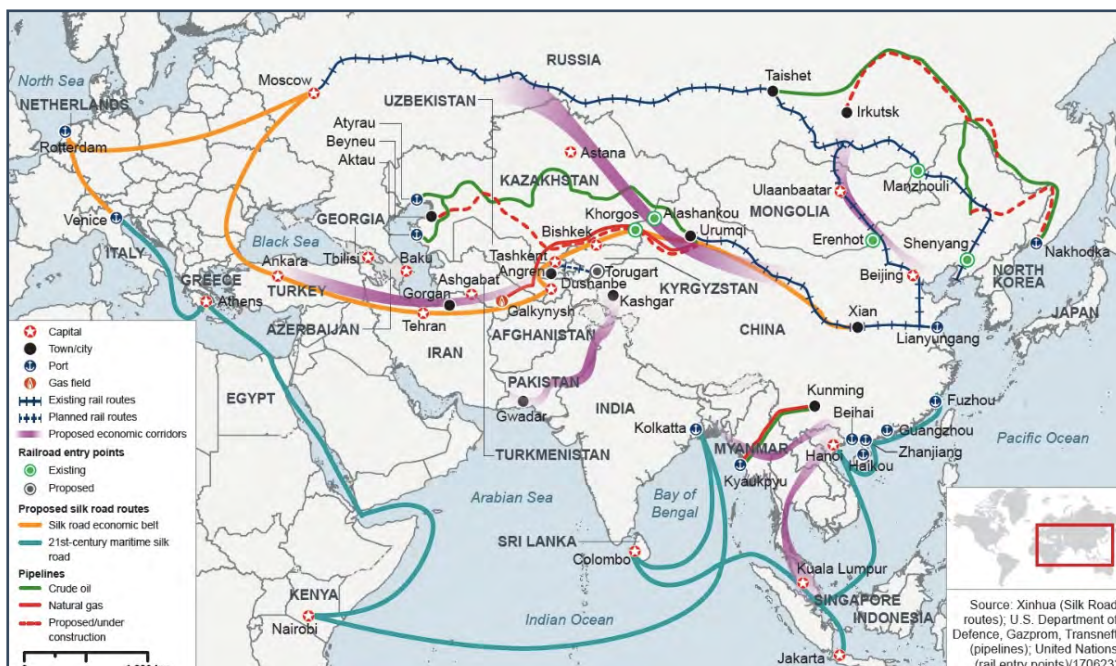 North Sea
NETHERLANDS
Rotterdam
Moscow
RUSSIA
UZBEKISTAN
Atyrau
Beyneu
Aktau
Astana
KAZAKHSTAN
Taishet
Irkutsk
Ulaanbaatar
MONGOLIA
Manzhouli
Erenhot
Shenyang
Nakhodka
Venice
ITALY
Black Sea
GEORGIA
Tbilisi
Baku
Ankara
TURKEY
GREECE
Athens
AZERBAIJAN
Gorgan
Ashgabat
Tehran
IRAN
Khorgos
Alashankou
Bishkek
Urumqi
Tashkent
Angren
Torugart
Dushanbe
Galkynysh
Kashgar
KYRGYZSTAN
AFGHANISTAN
PAKISTAN
Gwadar
TURKMENISTAN
CHINA
Beijing
NORTH
KOREA
JAPAN
Xian
Lianyungang
EGYPT
INDIA
Kolkatta
Kunming
Beihai
Fuzhou
Guangzhou
Zhanjiang
Haikou
Hanoi
MYANMAR
Kyaukpyu
Pacific Ocean
Arabian Sea
Bay of
Bengal
SRI LANKA
Colombo
Kuala Lumpur
SINGAPORE
INDONESIA
Jakarta
Indian Ocean
KENYA
Nairobi
Capital
Town/city
Port
Gas field
Existing rail routes
Planned rail routes
Proposed economic corridors
Railroad entry points
Existing
Proposed
Proposed silk road routes
Silk road economic belt
21st-century maritime silk
road
Pipelines
Crude oil
Natural gas
Proposed/under
construction
Source: Xinhua (Silk Road
routes); U.S. Department of
Defence, Gazprom, Transneft
(pipelines); United Nations